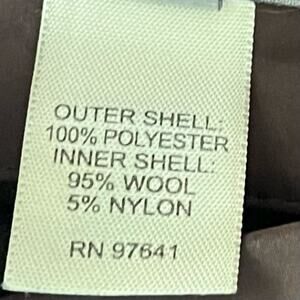 OUTER SHELL:
100% POLYESTER
INNER SHELL:
95% WOOL
5% NYLON
RN 97641